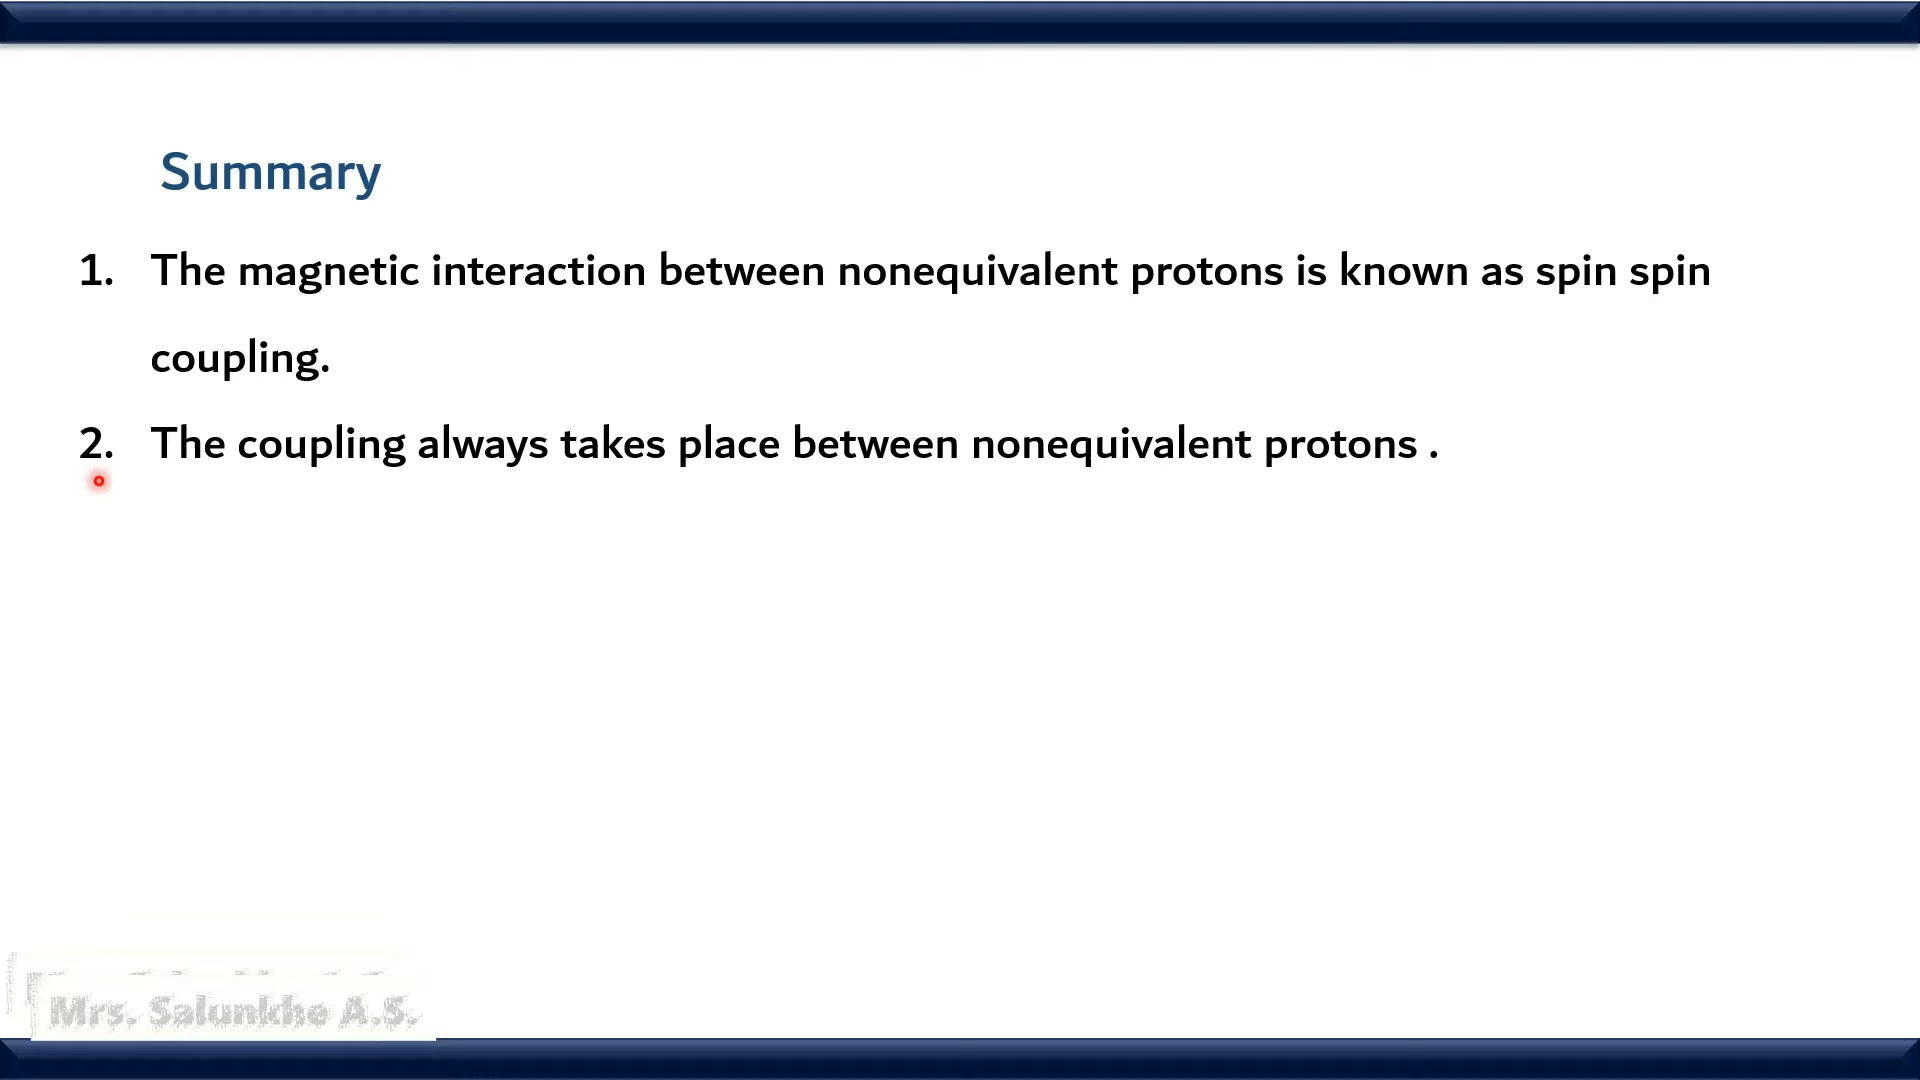 Summary
1. The magnetic interaction between nonequivalent protons is known as spin spin
coupling.
2. The coupling always takes place between nonequivalent protons .
Mrs. Salunkhe A.S.